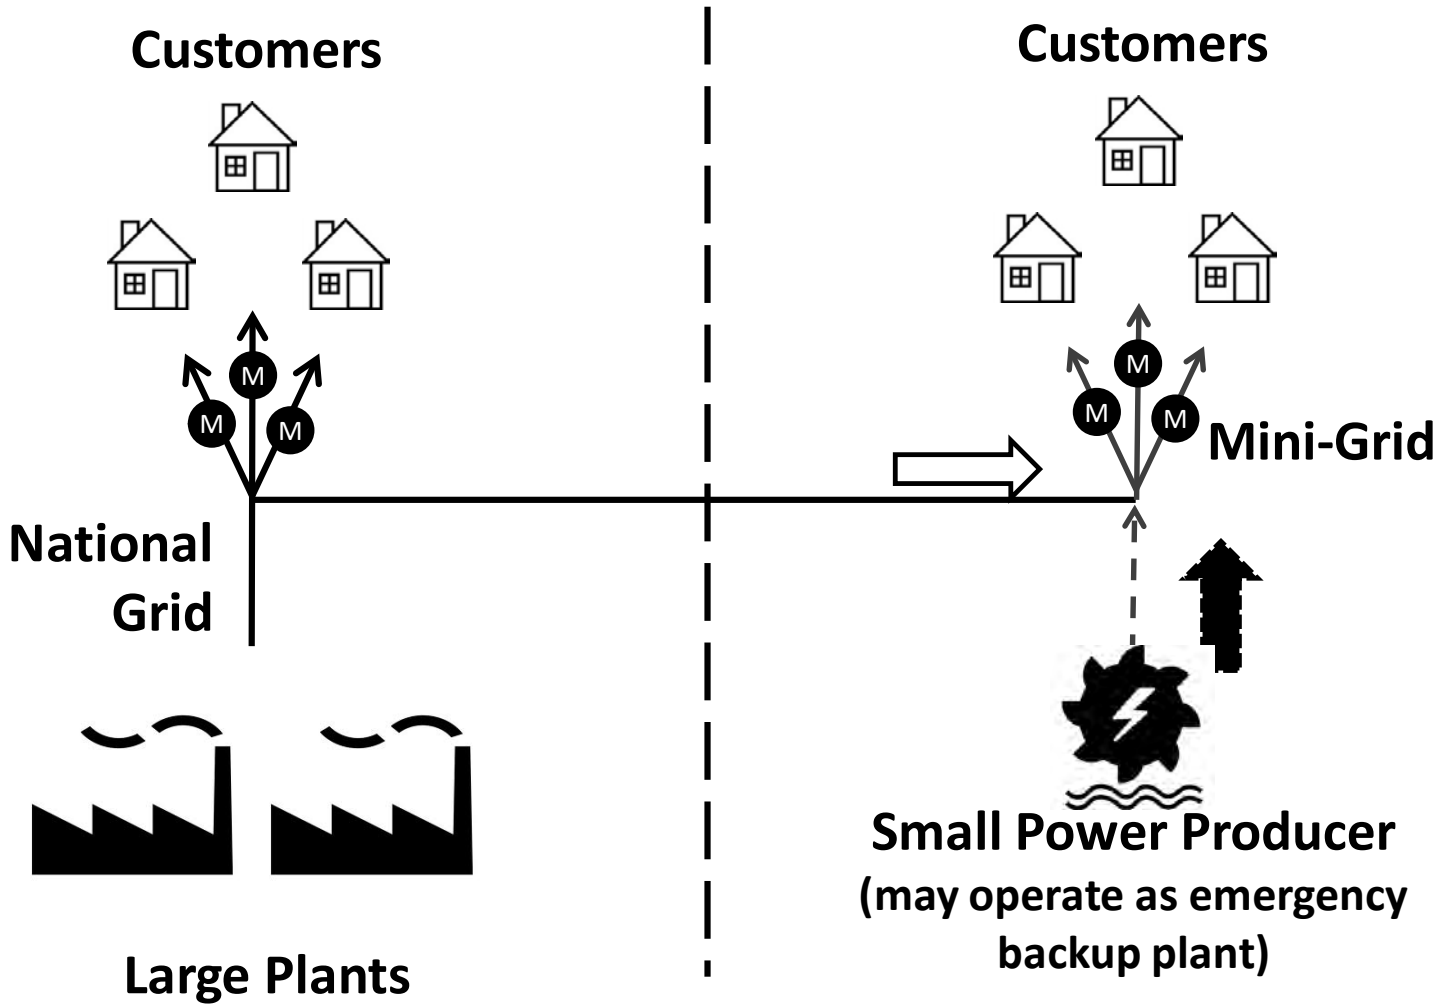 Customers
M
M
M
National
Grid
Large Plants
Customers
M
M
M
Mini-Grid
Small Power Producer
(may operate as emergency
backup plant)